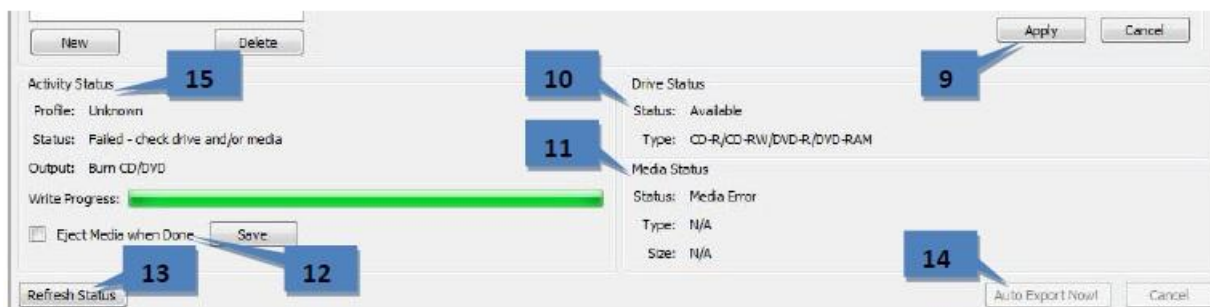 New Delete Apply Cancel
15 10 9
Activity Status Drive Status
Profile: Unknown Status: Available
Status: Failed - check drive and/or media Type: CD-R/CD-RW/DVD-R/DVD-RAM
11
Output: Burn CD/DVD Media Status
Write Progress: Status: Media Error
Type: N/A
Eject Media when Done Save
Size: N/A
13 12 14
Refresh Status Auto Export Now! Cancel